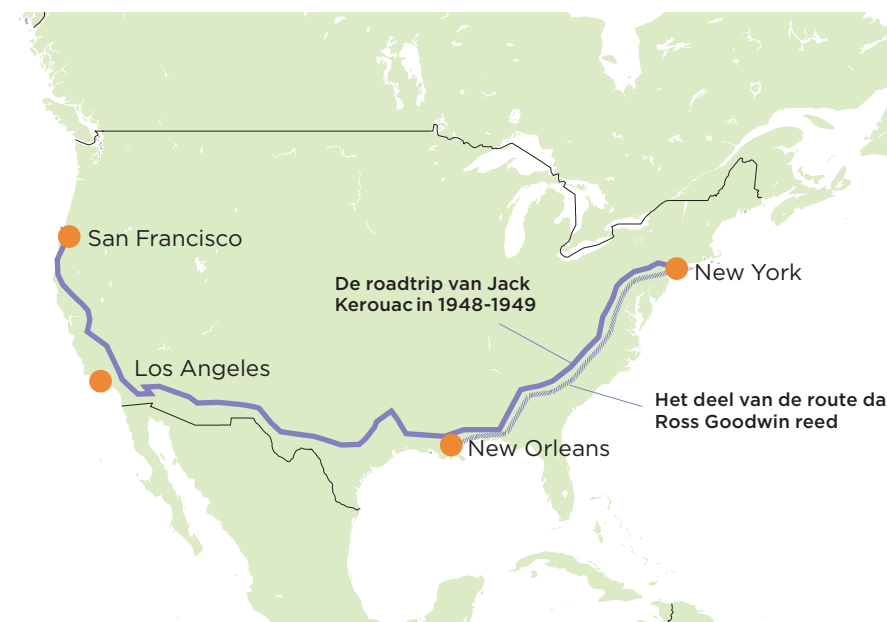 San Francisco
De roadtrip van Jack
Kerouac in 1948-1949
New York
Los Angeles
Het deel van de route da
Ross Goodwin reed
New Orleans